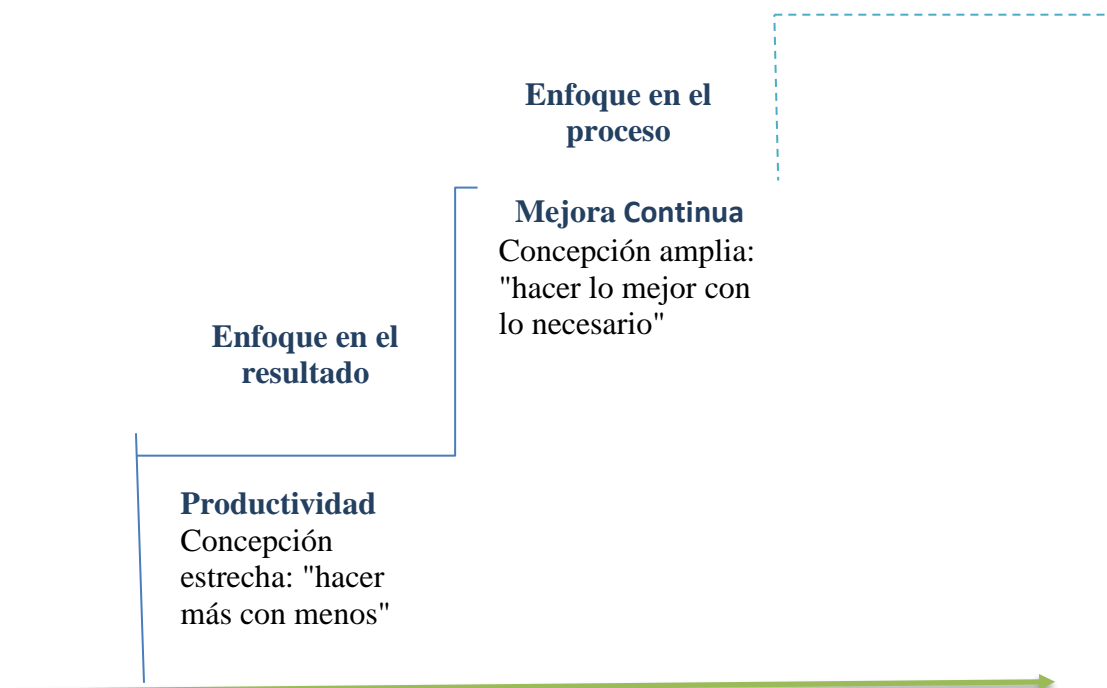 Enfoque en el
proceso
Mejora Continua
Concepción amplia:
"hacer lo mejor con
lo necesario"
Enfoque en el
resultado
Productividad
Concepción
estrecha: "hacer
más con menos"